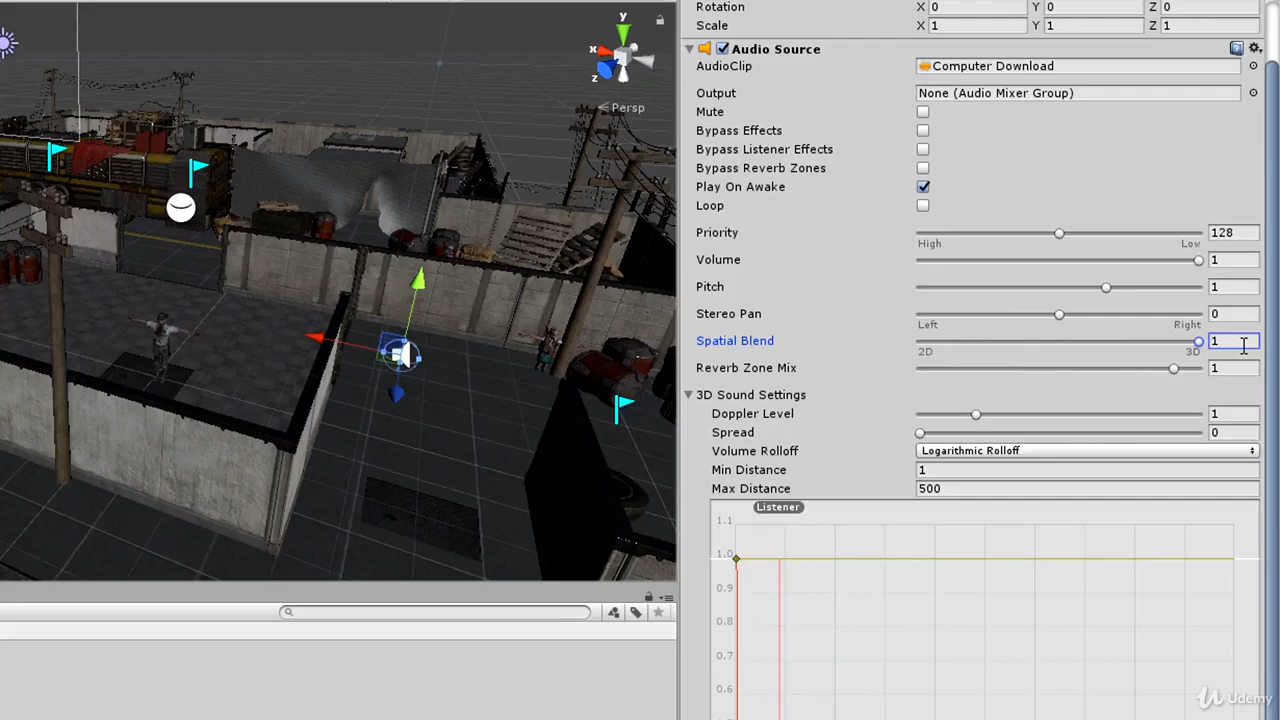 Rotation X 0 Y 0 Z 0
Scale X 1 Y 1 Z 1
y
x
z
Persp
Audio Source
AudioClip Computer Download
Output None (Audio Mixer Group)
Mute
Bypass Effects
Bypass Listener Effects
Bypass Reverb Zones
Play On Awake
Loop
Priority 128
High Low
Volume 1
Pitch 1
Stereo Pan 0
Left Right
Spatial Blend 1
2D 3D
Reverb Zone Mix 1
3D Sound Settings
Doppler Level 1
Spread 0
Volume Rolloff Logarithmic Rolloff
Min Distance 1
Max Distance 500
Listener
1.1
1.0
0.9
0.8
0.7
0.6
Udemy